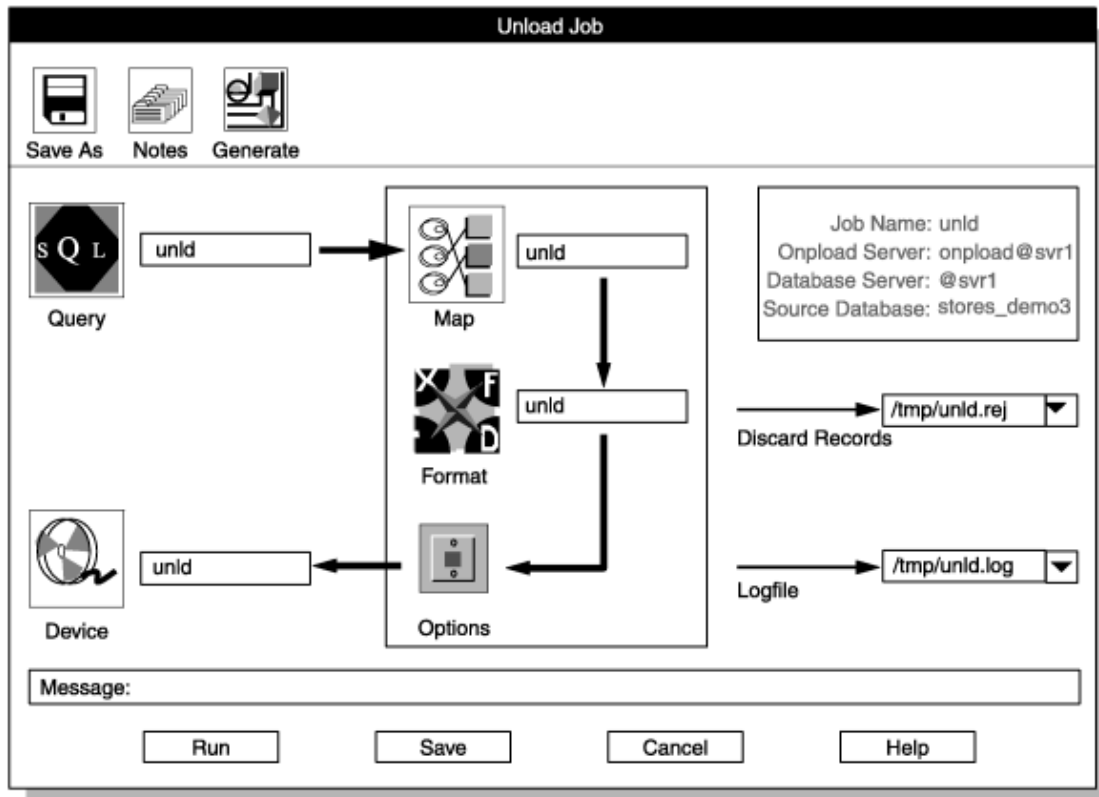 Unload Job
Save As
Notes
Generate
S Q L
Query
unld
Map
unld
Job Name: unld
Onpload Server: onpload@svr1
Database Server: @svr1
Source Database: stores_demo3
X F
D
Format
unld
/tmp/unld.rej
Discard Records
Device
unld
Options
/tmp/unld.log
Logfile
Message:
Run
Save
Cancel
Help